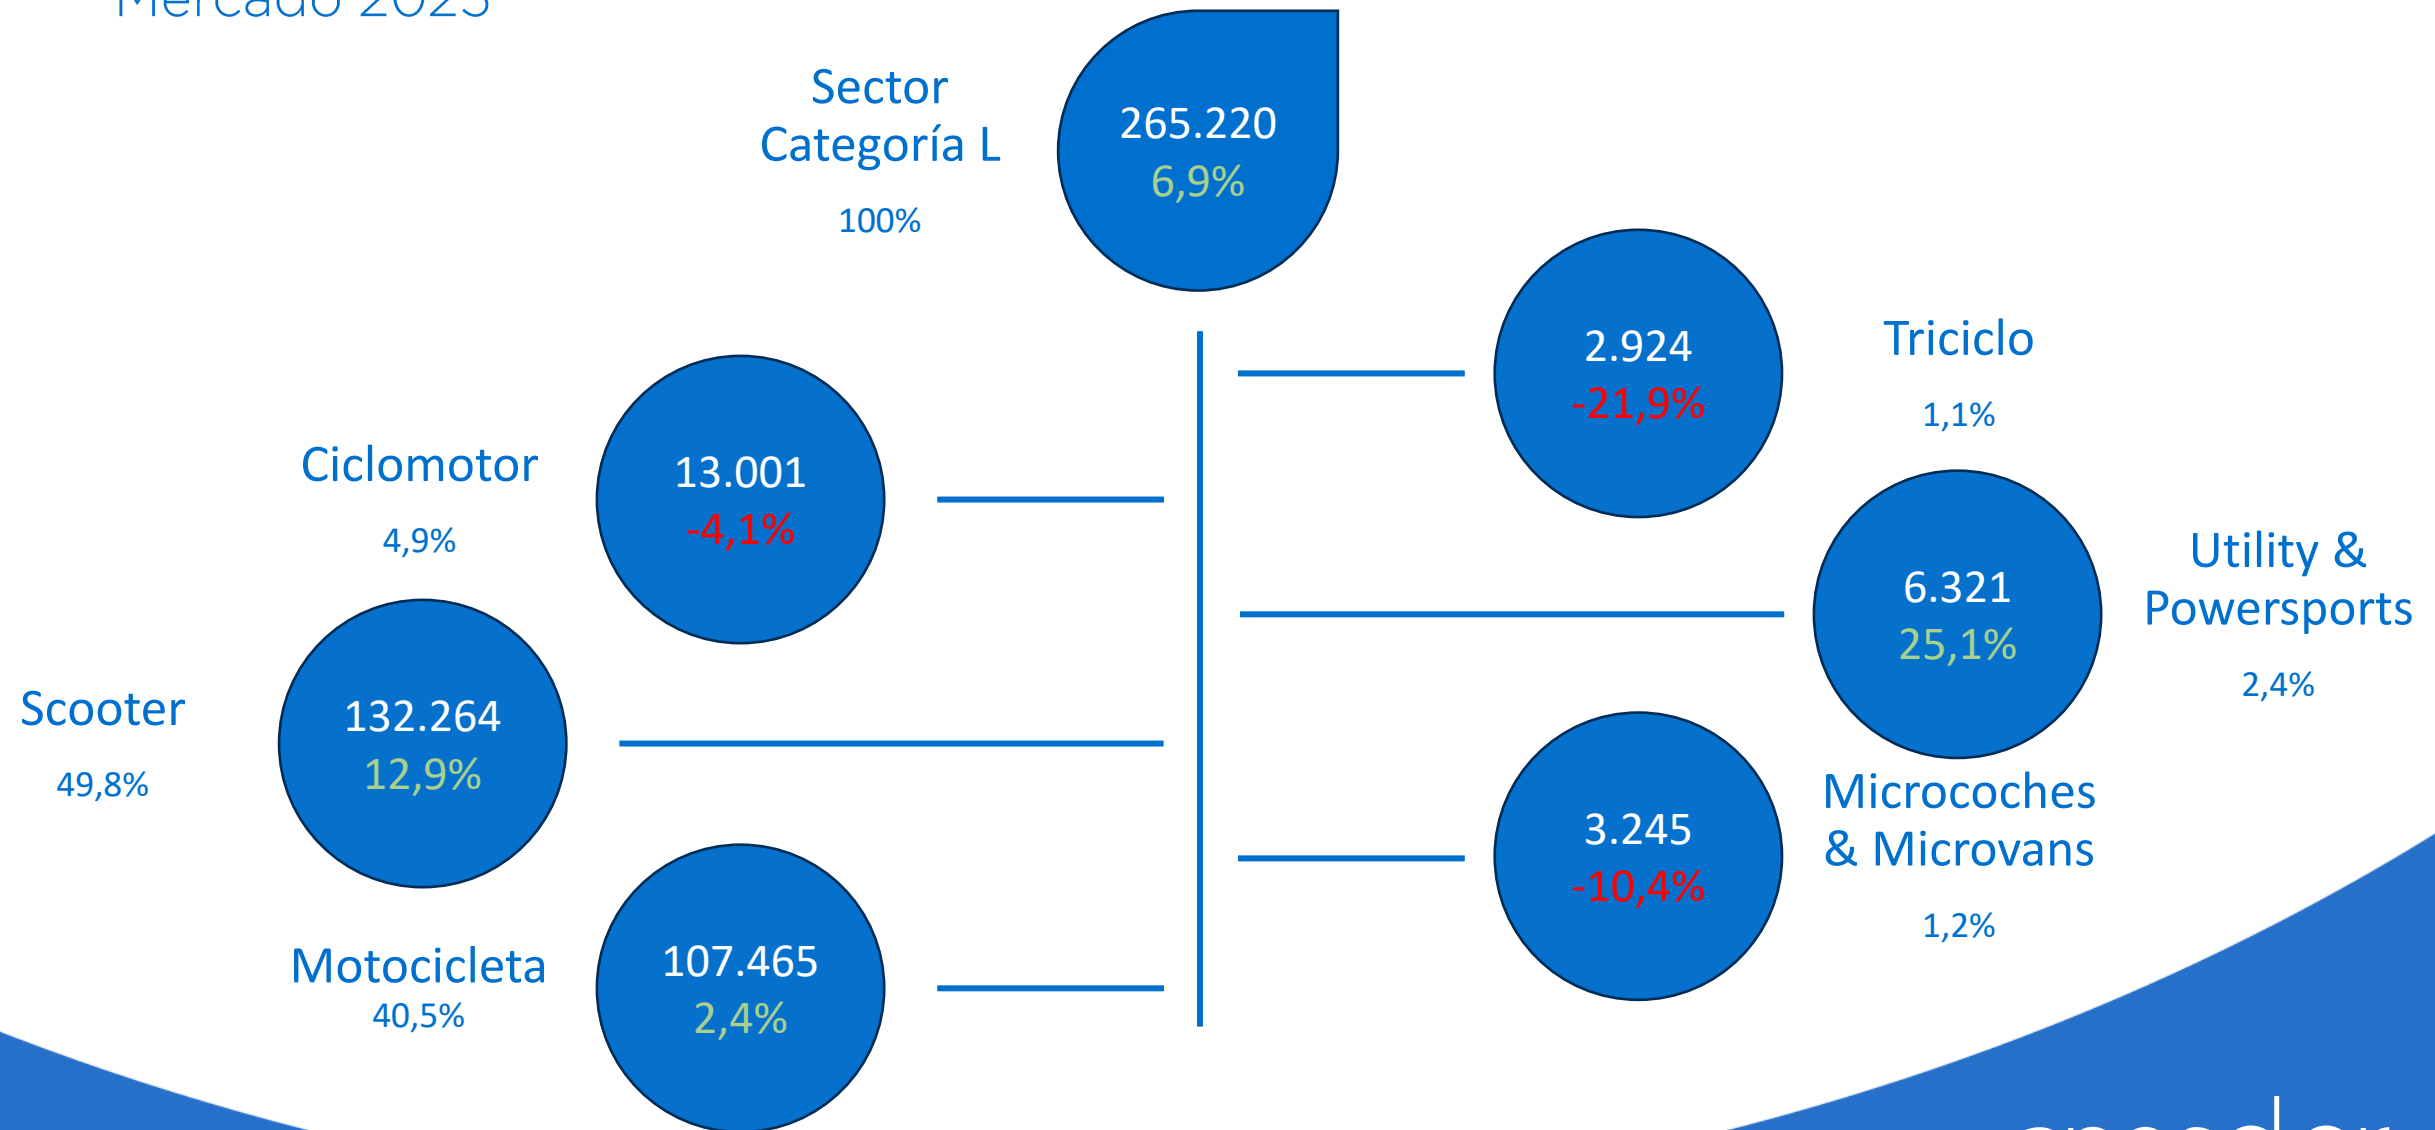 Mercado 2023
Sector
Categoría L
100%
265.220
6,9%
2.924
-21,9%
Triciclo
1,1%
Ciclomotor
4,9%
13.001
-4,1%
6.321
25,1%
Utility &
Powersports
2,4%
Scooter
49,8%
132.264
12,9%
3.245
-10,4%
Microcoches
& Microvans
1,2%
Motocicleta
40,5%
107.465
2,4%